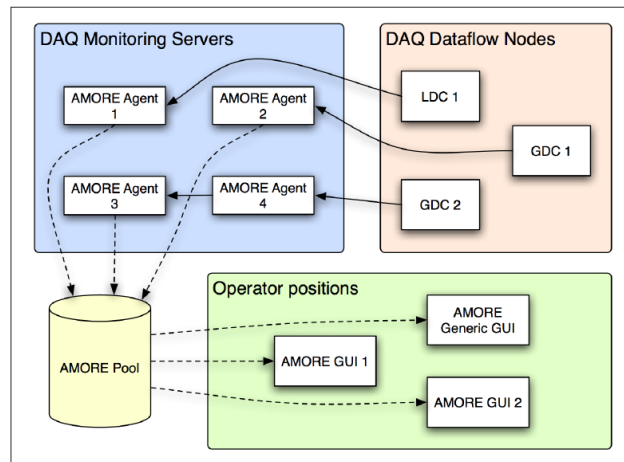 DAQ Monitoring Servers
DAQ Dataflow Nodes
AMORE Agent
1
AMORE Agent
2
LDC 1
GDC 1
AMORE Agent
3
AMORE Agent
4
GDC 2
Operator positions
AMORE
Generic GUI
AMORE Pool
AMORE GUI 1
AMORE GUI 2